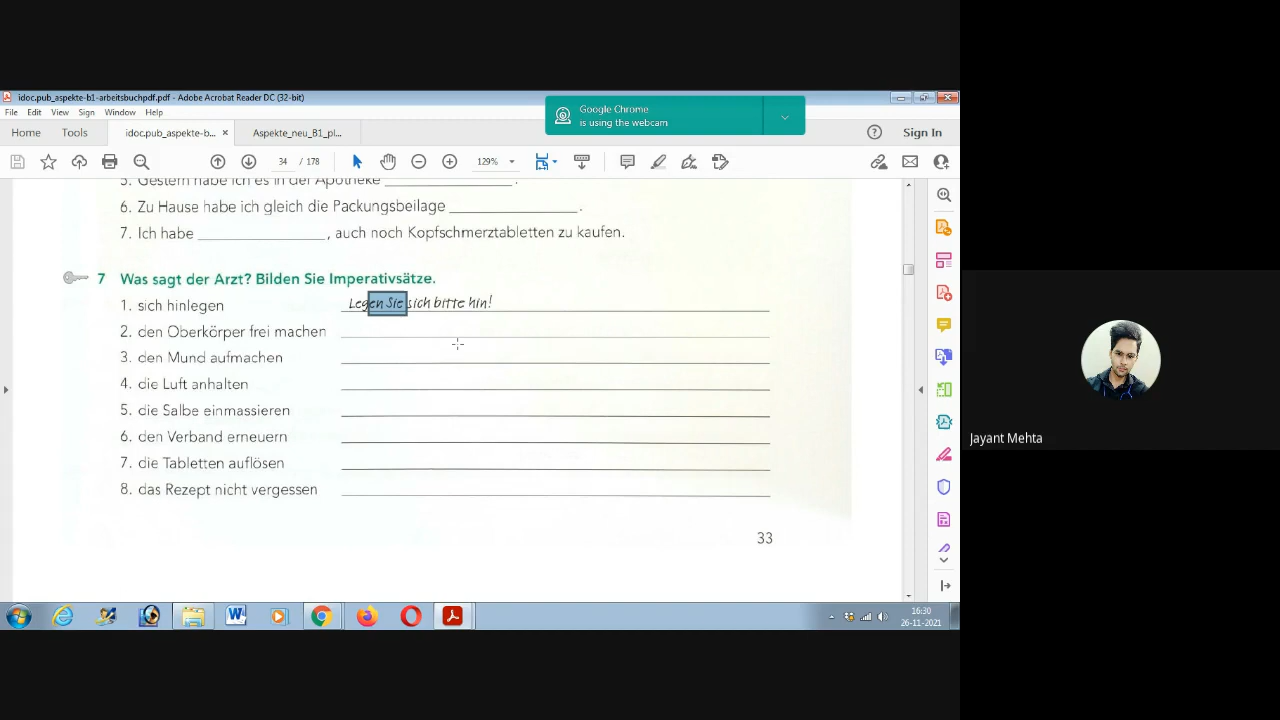 idoc.pub_aspekte-b1-arbeitsbuchpdf.pdf - Adobe Acrobat Reader DC (32-bit)
Google Chrome
is using the webcam
File Edit View Sign Window Help
Home Tools idoc.pub_aspekte-b... × Aspekte_neu_B1_pl... Sign In
34 / 178 129%
5. Gestern habe ich es in der Apotheke ____________ .
6. Zu Hause habe ich gleich die Packungsbeilage ____________ .
7. Ich habe ____________ , auch noch Kopfschmerztabletten zu kaufen.
7 Was sagt der Arzt? Bilden Sie Imperativsätze.
1. sich hinlegen Legen Sie sich bitte hin!
2. den Oberkörper frei machen
3. den Mund aufmachen
4. die Luft anhalten
5. die Salbe einmassieren
6. den Verband erneuern
7. die Tabletten auflösen
8. das Rezept nicht vergessen
33
Jayant Mehta
16:30
26-11-2021